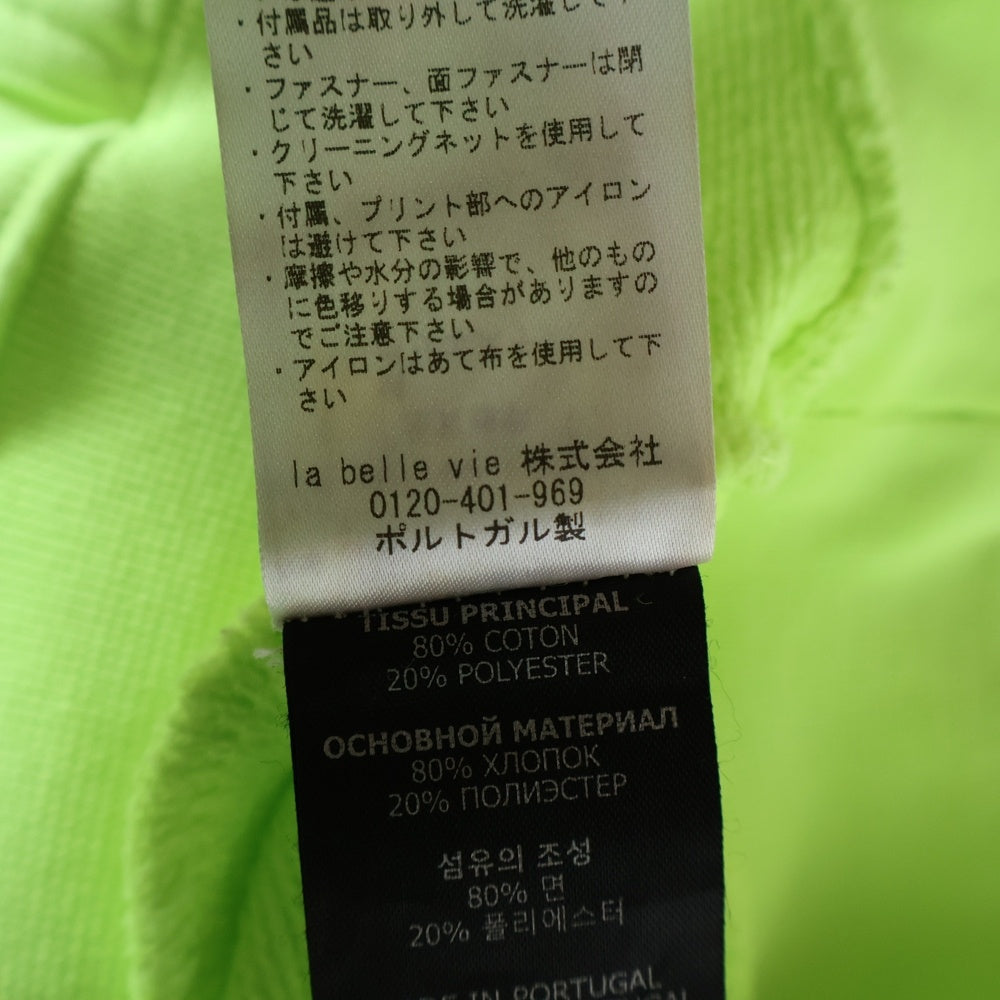 ・付属品は取り外して洗濯して下
さい
・ファスナー、面ファスナーは閉
じて洗濯して下さい
・クリーニングネットを使用して
下さい
・付属、プリント部へのアイロン
は避けて下さい
・摩擦や水分の影響で、他のもの
に色移りする場合がありますの
でご注意下さい
・アイロンはあて布を使用して下
さい
la belle vie 株式会社
0120-401-969
ポルトガル製
TISSU PRINCIPAL
80% COTON
20% POLYESTER
ОСНОВНОЙ МАТЕРИАЛ
80% ХЛОПОК
20% ПОЛИЭСТЕР
섬유의 조성
80% 면
20% 폴리에스터
IN PORTUGAL